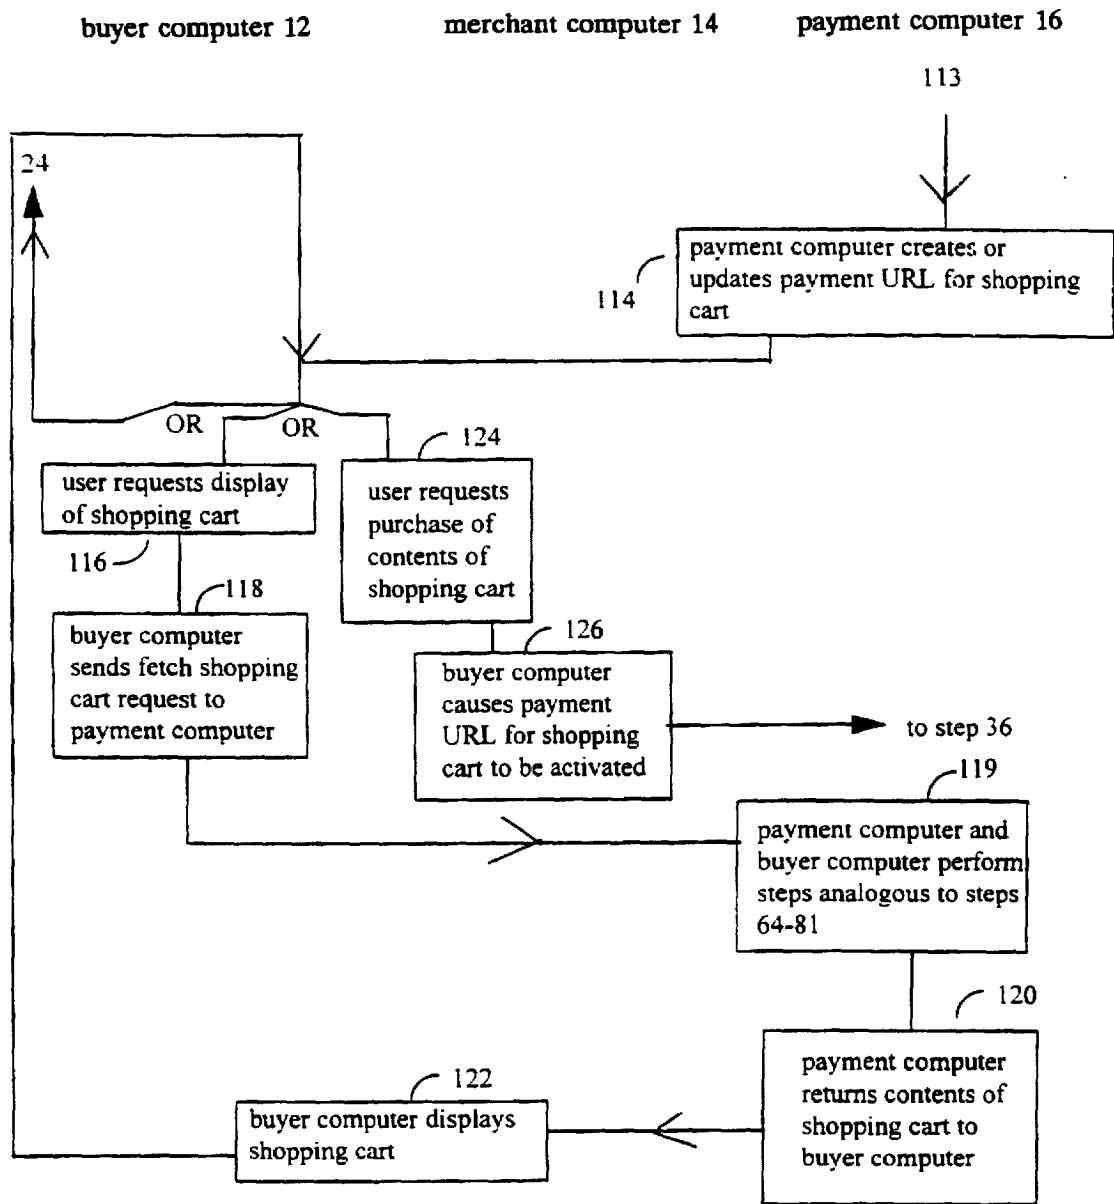 buyer computer 12
merchant computer 14
payment computer 16
113
24
payment computer creates or
updates payment URL for shopping
cart
114
OR
OR
124
user requests display
of shopping cart
116
user requests
purchase of
contents of
shopping cart
118
buyer computer
sends fetch shopping
cart request to
payment computer
126
buyer computer
causes payment
URL for shopping
cart to be activated
to step 36
119
payment computer and
buyer computer perform
steps analogous to steps
64-81
120
payment computer
returns contents of
shopping cart to
buyer computer
122
buyer computer displays
shopping cart